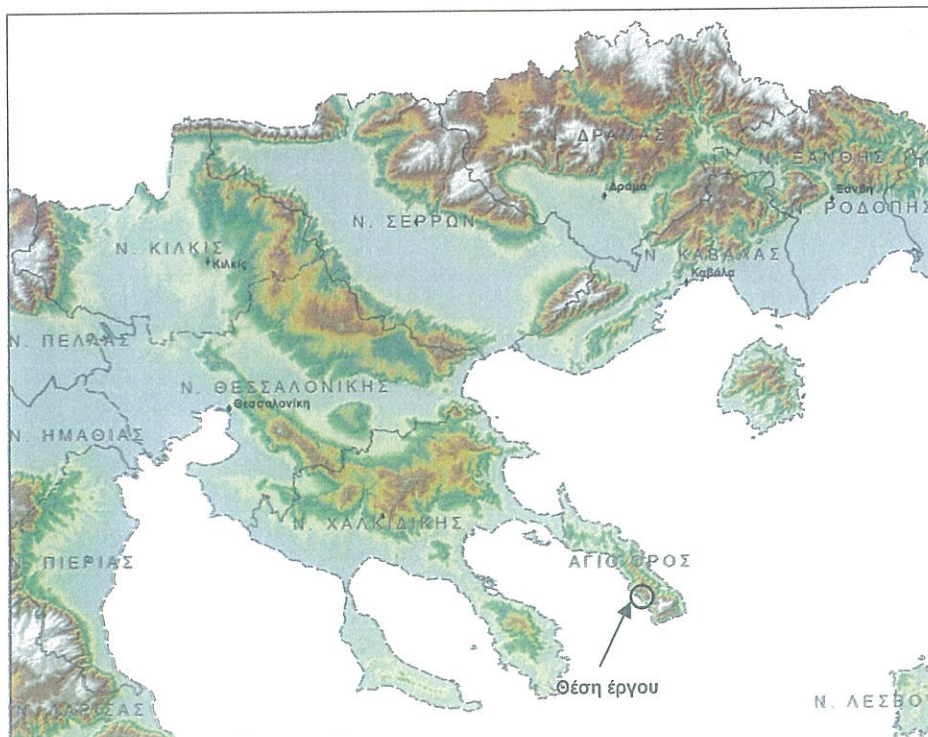 Ν. ΔΡΑΜΑΣ
Ν. ΞΑΝΘΗΣ
Δράμα
Ξάνθη
Ν. ΡΟΔΟΠΗΣ
Ν. ΣΕΡΡΩΝ
Ν. ΚΙΛΚΙΣ
Κιλκίς
Ν. ΚΑΒΑΛΑΣ
Καβάλα
Ν. ΠΕΛΛΑΣ
Ν. ΘΕΣΣΑΛΟΝΙΚΗΣ
Θεσσαλονίκη
Ν. ΗΜΑΘΙΑΣ
Ν. ΧΑΛΚΙΔΙΚΗΣ
Ν. ΠΙΕΡΙΑΣ
ΑΓΙΟ ΟΡΟΣ
Θέση έργου
Ν. ΛΕΣΒΟΥ
Ν. ΛΑΡΙΣΑΣ